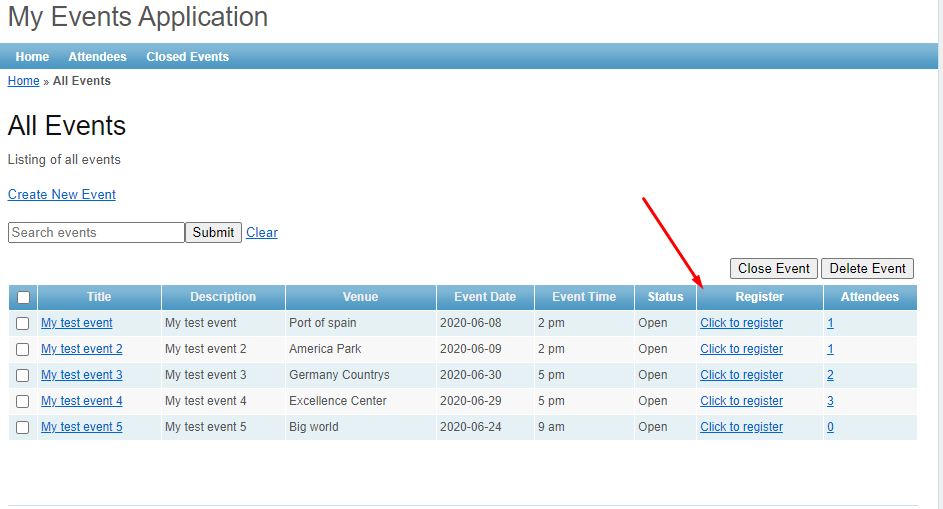 My Events Application
Home Attendees Closed Events
Home » All Events
All Events
Listing of all events
Create New Event
Search events Submit Clear
Close Event Delete Event
Title Description Venue Event Date Event Time Status Register Attendees
My test event My test event Port of spain 2020-06-08 2 pm Open Click to register 1
My test event 2 My test event 2 America Park 2020-06-09 2 pm Open Click to register 1
My test event 3 My test event 3 Germany Countrys 2020-06-30 5 pm Open Click to register 2
My test event 4 My test event 4 Excellence Center 2020-06-29 5 pm Open Click to register 3
My test event 5 My test event 5 Big world 2020-06-24 9 am Open Click to register 0